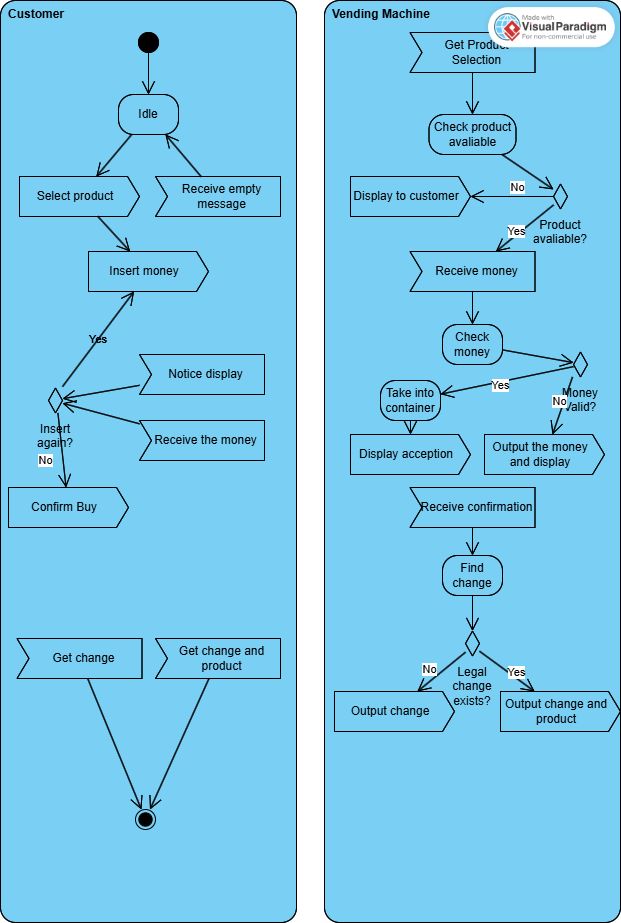 Customer
Idle
Select product
Receive empty
message
Insert money
Yes
Notice display
Insert
again?
Receive the money
No
Confirm Buy
Get change
Get change and
product
Vending Machine
Made with
Visual Paradigm
For non-commercial use
Get Product
Selection
Check product
avaliable
No
Display to customer
Yes
Product
avaliable?
Receive money
Check
money
Yes
Money
Valid?
No
Take into
container
Display acception
Output the money
and display
Receive confirmation
Find
change
No
Legal
change
exists?
Yes
Output change
Output change and
product